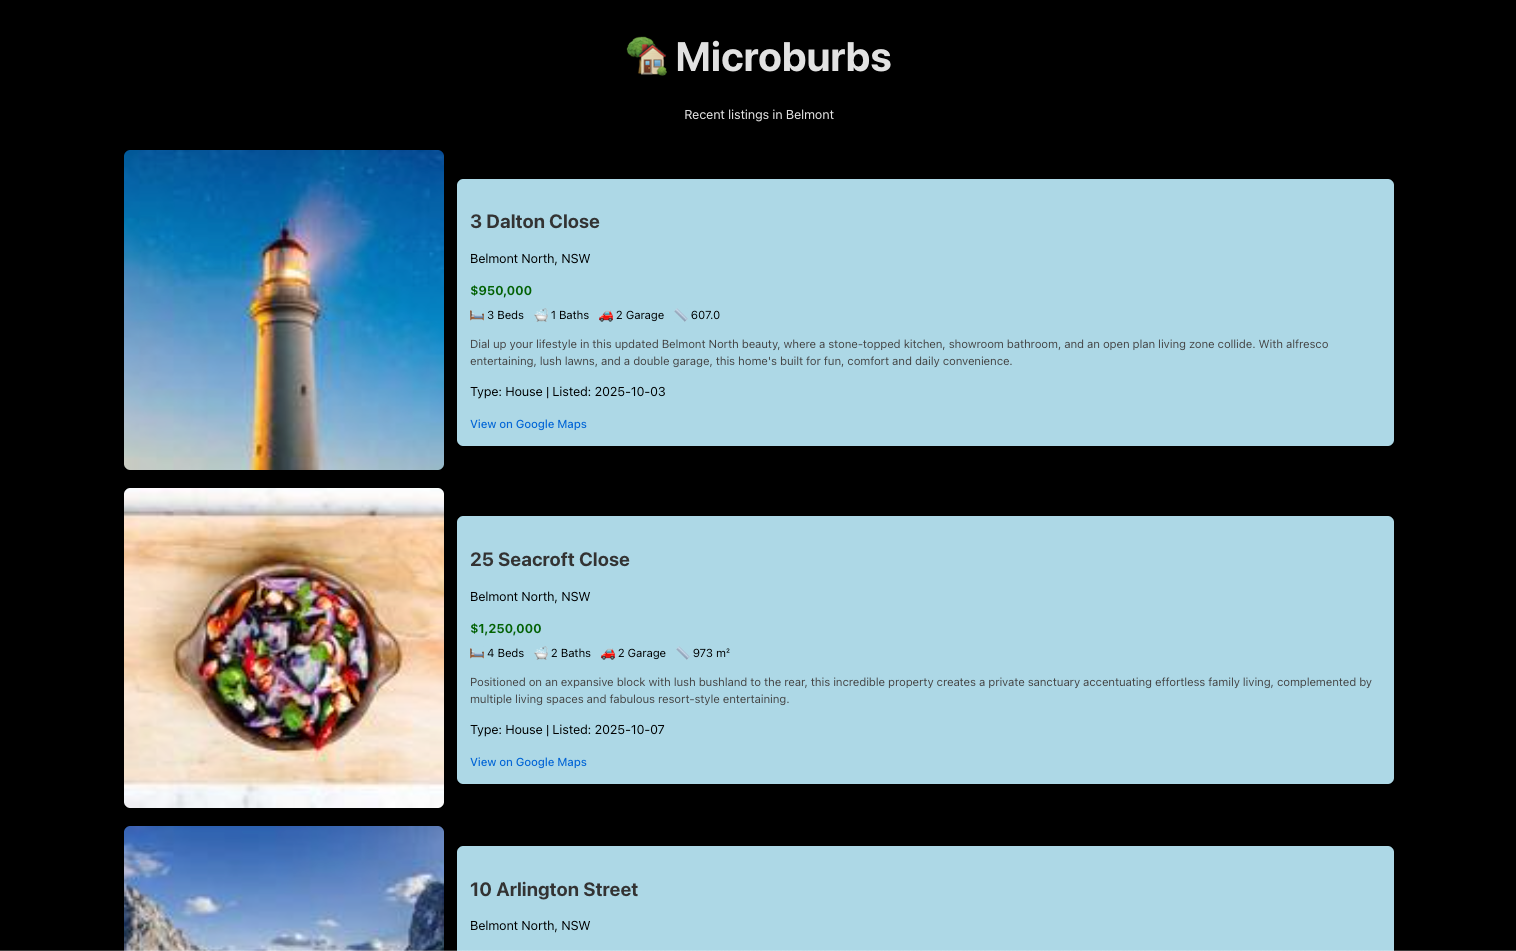 Microburbs
Recent listings in Belmont
3 Dalton Close
Belmont North, NSW
$950,000
3 Beds 1 Baths 2 Garage 607.0
Dial up your lifestyle in this updated Belmont North beauty, where a stone-topped kitchen, showroom bathroom, and an open plan living zone collide. With alfresco
entertaining, lush lawns, and a double garage, this home's built for fun, comfort and daily convenience.
Type: House | Listed: 2025-10-03
View on Google Maps
25 Seacroft Close
Belmont North, NSW
$1,250,000
4 Beds 2 Baths 2 Garage 973 m²
Positioned on an expansive block with lush bushland to the rear, this incredible property creates a private sanctuary accentuating effortless family living, complemented by
multiple living spaces and fabulous resort-style entertaining.
Type: House | Listed: 2025-10-07
View on Google Maps
10 Arlington Street
Belmont North, NSW